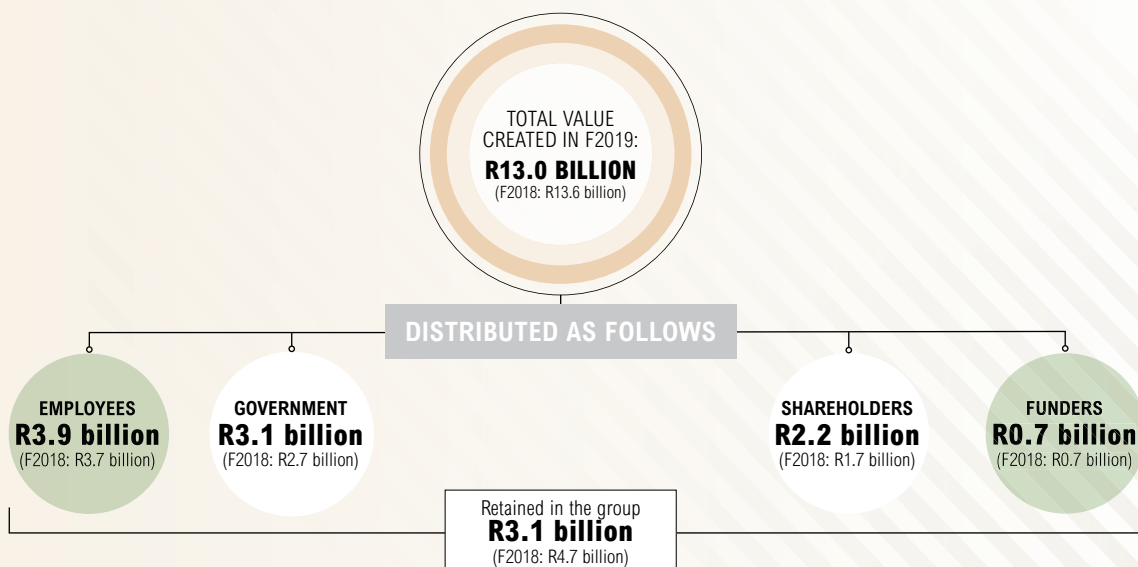 TOTAL VALUE
CREATED IN F2019:
R13.0 BILLION
(F2018: R13.6 billion)
DISTRIBUTED AS FOLLOWS
EMPLOYEES
R3.9 billion
(F2018: R3.7 billion)
GOVERNMENT
R3.1 billion
(F2018: R2.7 billion)
SHAREHOLDERS
R2.2 billion
(F2018: R1.7 billion)
FUNDERS
R0.7 billion
(F2018: R0.7 billion)
Retained in the group
R3.1 billion
(F2018: R4.7 billion)